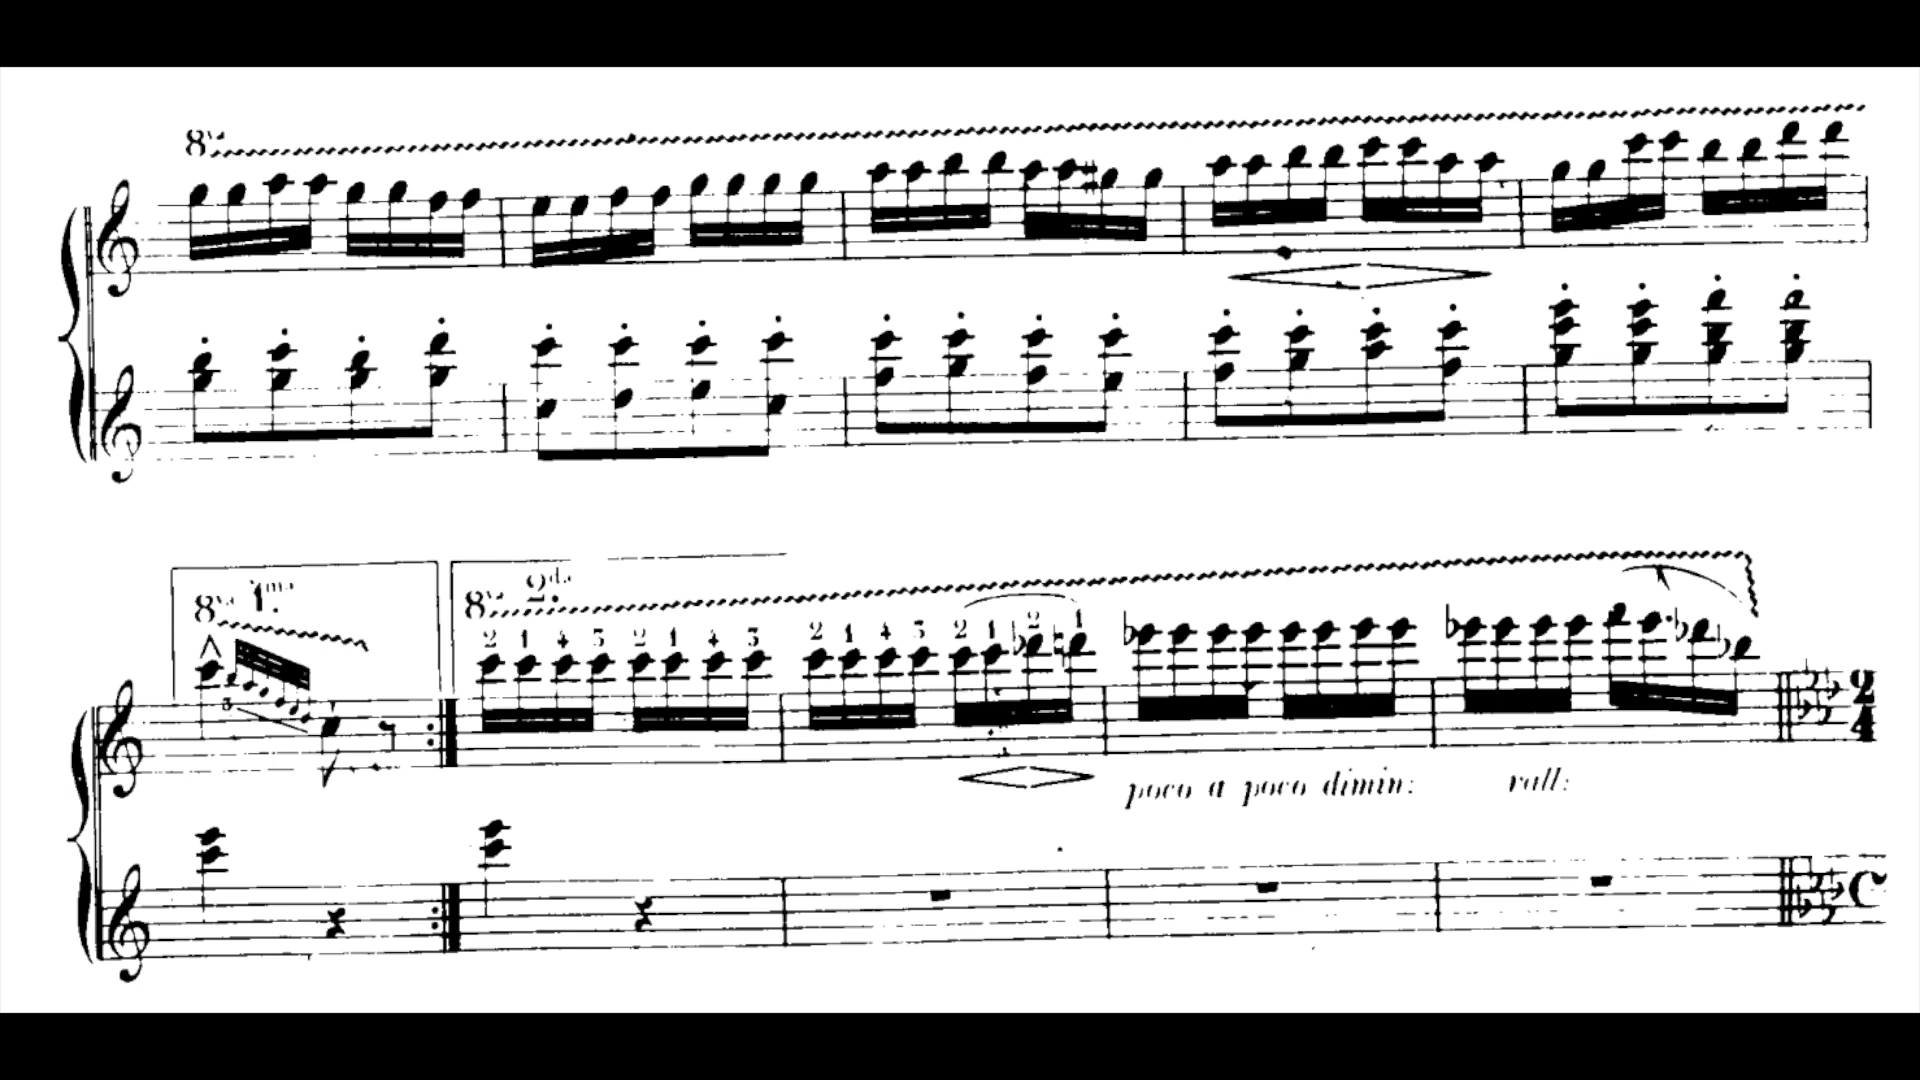 8va
8va 1ma.
8va 2da.
2 1 4 3 2 1 4 3 2 1 4 3 2 1 2 1
3
2
4
poco a poco dimin: rall:
C